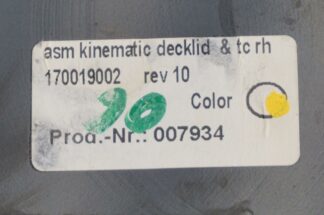 asm kinematic decklid & tc rh
170019002 rev 10
Color
90
Prod.-Nr.: 007934